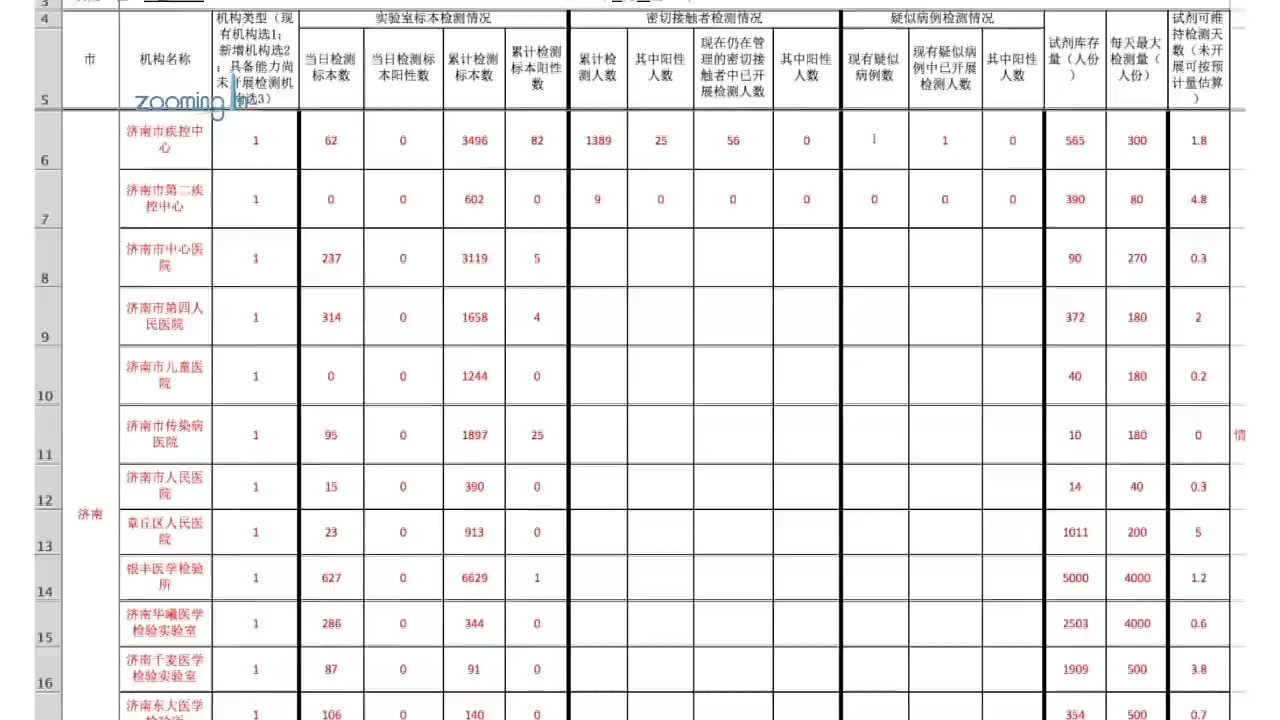 3
4
实验室标本检测情况
密切接触者检测情况
疑似病例检测情况
5
市
机构名称
机构类型（现
有机构选1；
新增机构选2
；具备能力尚
未开展检测机
构选3）
当日检测
标本数
当日检测标
本阳性数
累计检测
标本数
累计检测
标本阳性
数
累计检
测人数
其中阳性
人数
现在仍在管
理的密切接
触者中已开
展检测人数
其中阳性
人数
现有疑似
病例数
现有疑似病
例中已开展
检测人数
其中阳性
人数
试剂库存
量（人份
）
每天最大
检测量（
人份）
试剂可维
持检测天
数（未开
展可按预
计量估算
）
zooming.in
济南
6
济南市疾控中
心
1 62 0 3496 82 1389 25 56 0 1 1 0 565 300 1.8
7
济南市第二疾
控中心
1 0 0 602 0 9 0 0 0 0 0 0 390 80 4.8
8
济南市中心医
院
1 237 0 3119 5 90 270 0.3
9
济南市第四人
民医院
1 314 0 1658 4 372 180 2
10
济南市儿童医
院
1 0 0 1244 0 40 180 0.2
11
济南市传染病
医院
1 95 0 1897 25 10 180 0 情
12
济南市人民医
院
1 15 0 390 0 14 40 0.3
13
章丘区人民医
院
1 23 0 913 0 1011 200 5
14
银丰医学检验
所
1 627 0 6629 1 5000 4000 1.2
15
济南华曦医学
检验实验室
1 286 0 344 0 2503 4000 0.6
16
济南千麦医学
检验实验室
1 87 0 91 0 1909 500 3.8
济南东大医学
检验所
1 106 0 140 0 354 500 0.7